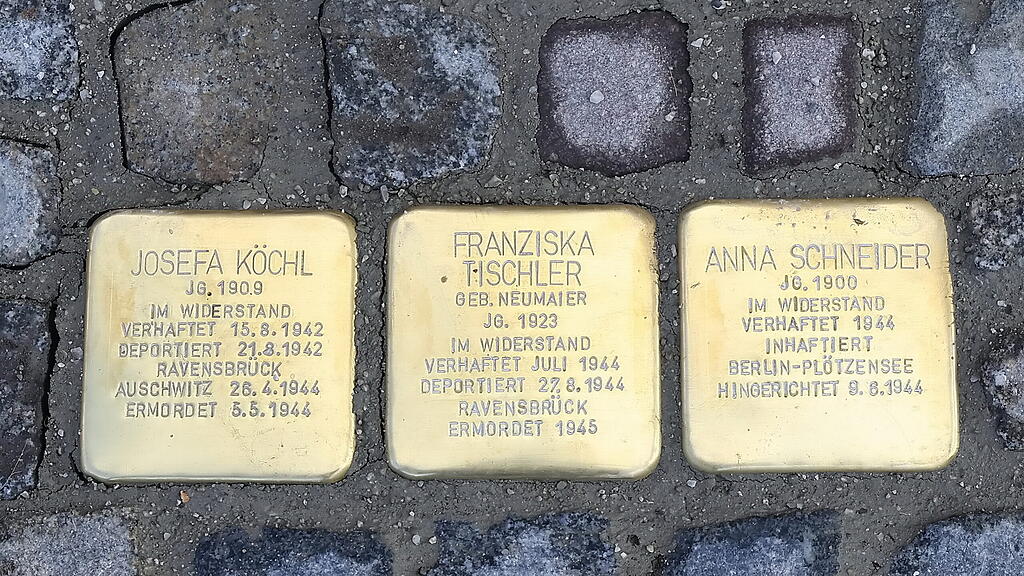 JOSEFA KÖCHL
JG. 1909
IM WIDERSTAND
VERHAFTET 15.8.1942
DEPORTIERT 21.8.1942
RAVENSBRÜCK
AUSCHWITZ 26.4.1944
ERMORDET 5.5.1944
FRANZISKA
TISCHLER
GEB. NEUMAIER
JG. 1923
IM WIDERSTAND
VERHAFTET JULI 1944
DEPORTIERT 27.8.1944
RAVENSBRÜCK
ERMORDET 1945
ANNA SCHNEIDER
JG. 1900
IM WIDERSTAND
VERHAFTET 1944
INHAFTIERT
BERLIN-PLÖTZENSEE
HINGERICHTET 9.6.1944